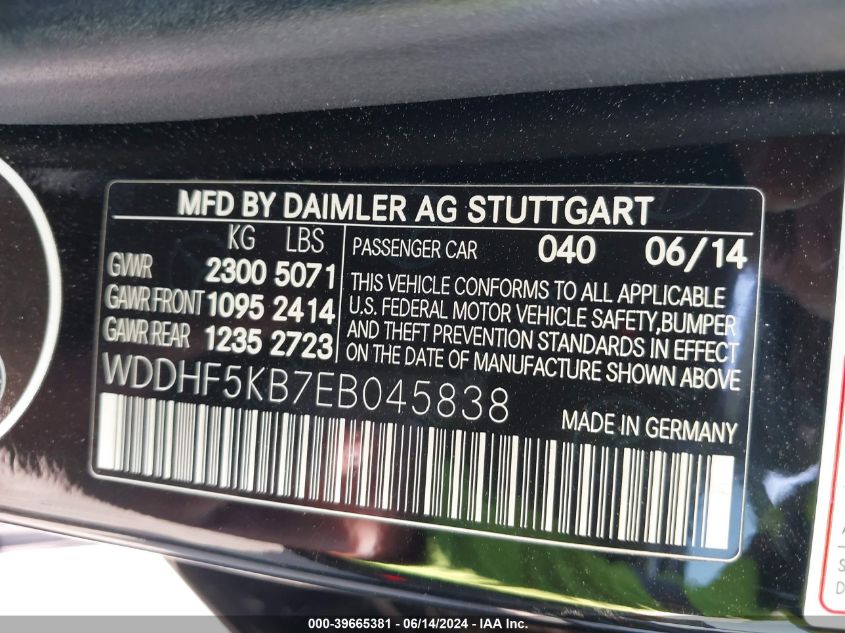 MFD BY DAIMLER AG STUTTGART
KG LBS
GVWR 2300 5071
GAWR FRONT 1095 2414
GAWR REAR 1235 2723
PASSENGER CAR 040 06/14
THIS VEHICLE CONFORMS TO ALL APPLICABLE
U.S. FEDERAL MOTOR VEHICLE SAFETY,BUMPER
AND THEFT PREVENTION STANDARDS IN EFFECT
ON THE DATE OF MANUFACTURE SHOWN ABOVE
WDDHF5KB7EB045838
MADE IN GERMANY
000-39665381 - 06/14/2024 - IAA Inc.